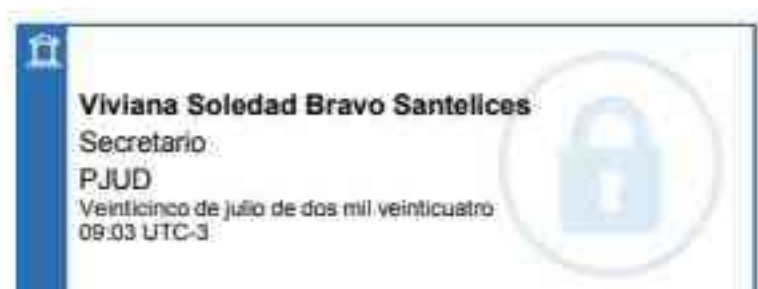 Viviana Soledad Bravo Santelices
Secretario
PJUD
Veinticinco de julio de dos mil veinticuatro
09:03 UTC-3